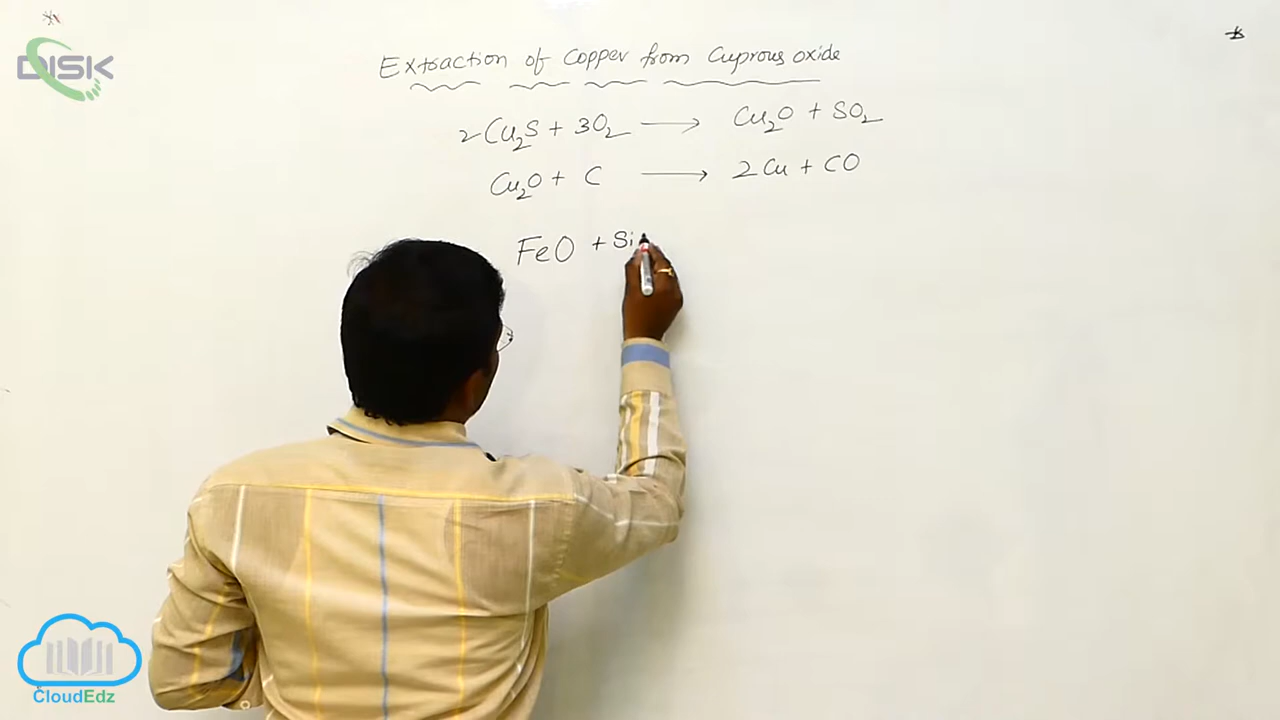 DISK
Extraction of Copper from Cuprous oxide
2Cu₂S + 3O₂ ⟶ Cu₂O + SO₂
Cu₂O + C ⟶ 2Cu + CO
FeO + Si
CloudEdz